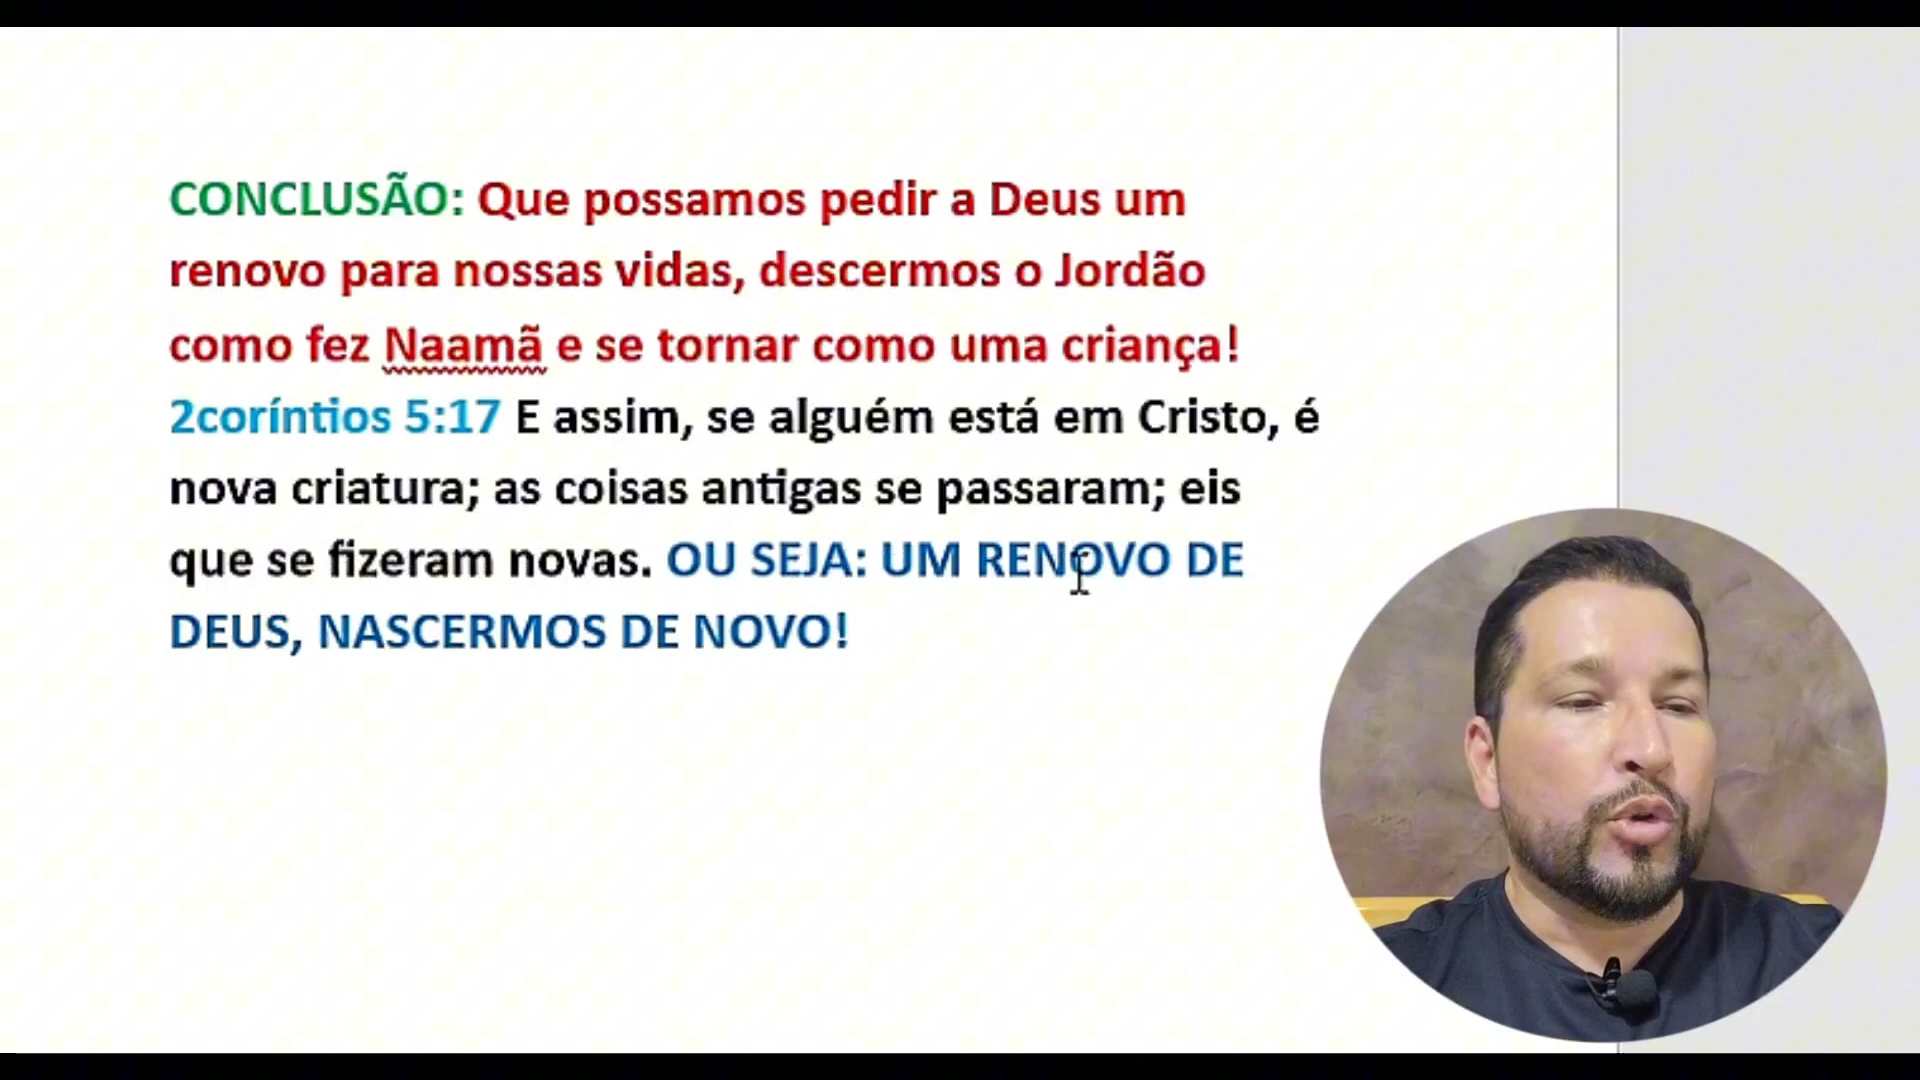 CONCLUSÃO: Que possamos pedir a Deus um
renovo para nossas vidas, descermos o Jordão
como fez Naamã e se tornar como uma criança!
2coríntios 5:17 E assim, se alguém está em Cristo, é
nova criatura; as coisas antigas se passaram; eis
que se fizeram novas. OU SEJA: UM RENOVO DE
DEUS, NASCERMOS DE NOVO!